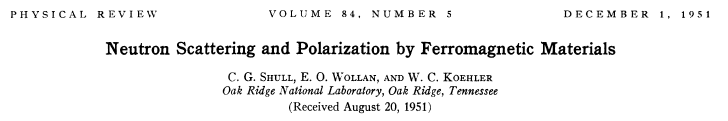 PHYSICAL REVIEW VOLUME 84, NUMBER 5 DECEMBER 1, 1951
Neutron Scattering and Polarization by Ferromagnetic Materials
C. G. SHULL, E. O. WOLLAN, AND W. C. KOEHLER
Oak Ridge National Laboratory, Oak Ridge, Tennessee
(Received August 20, 1951)